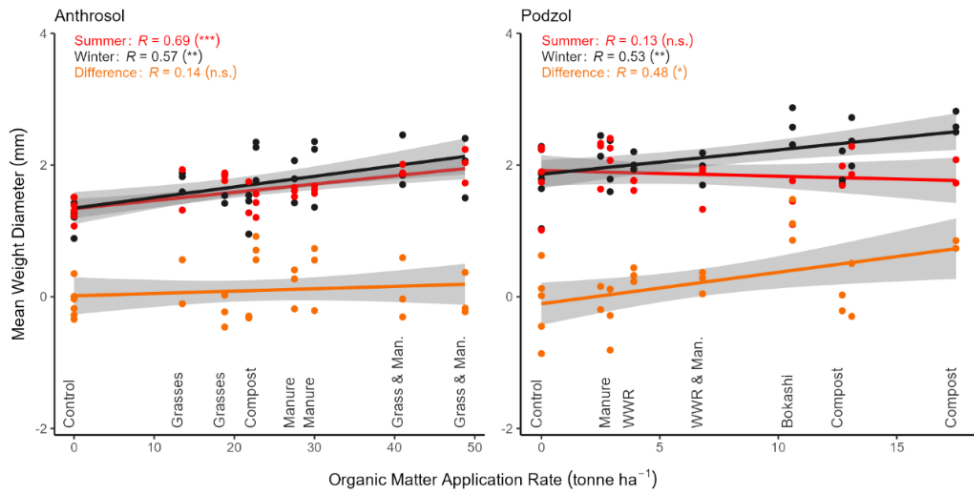 Anthrosol
Summer: R = 0.69 (***)
Winter: R = 0.57 (**)
Difference: R = 0.14 (n.s.)
Podzol
Summer: R = 0.13 (n.s.)
Winter: R = 0.53 (**)
Difference: R = 0.48 (*)
Mean Weight Diameter (mm)
4
2
0
-2
Control
Grasses
Grasses
Compost
Manure
Manure
Grass & Man.
Grass & Man.
0
10
20
30
40
50
4
2
0
-2
Control
Manure
WWR
WWR & Man.
Bokashi
Compost
Compost
0
5
10
15
Organic Matter Application Rate (tonne ha⁻¹)